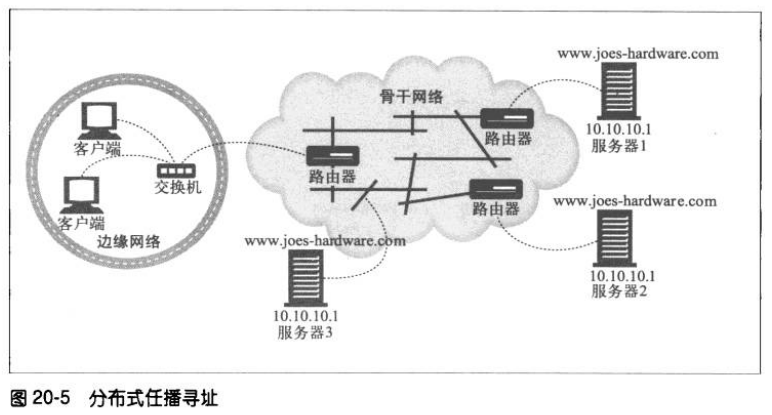 www.joes-hardware.com
骨干网络
10.10.10.1
服务器1
路由器
客户端
路由器
交换机
客户端
路由器
www.joes-hardware.com
边缘网络
www.joes-hardware.com
10.10.10.1
服务器2
10.10.10.1
服务器3
图 20-5 分布式任播寻址